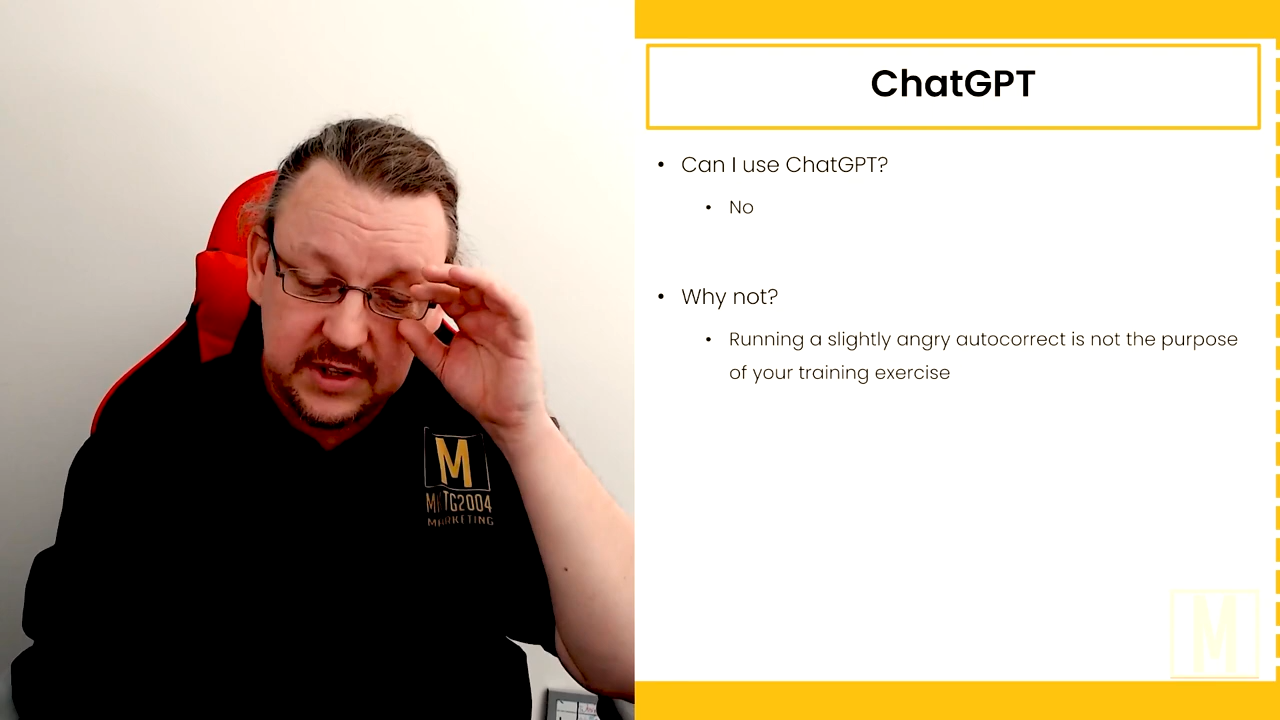 ChatGPT
• Can I use ChatGPT?
• No
• Why not?
• Running a slightly angry autocorrect is not the purpose
of your training exercise
M
MKTG2004
MARKETING
M